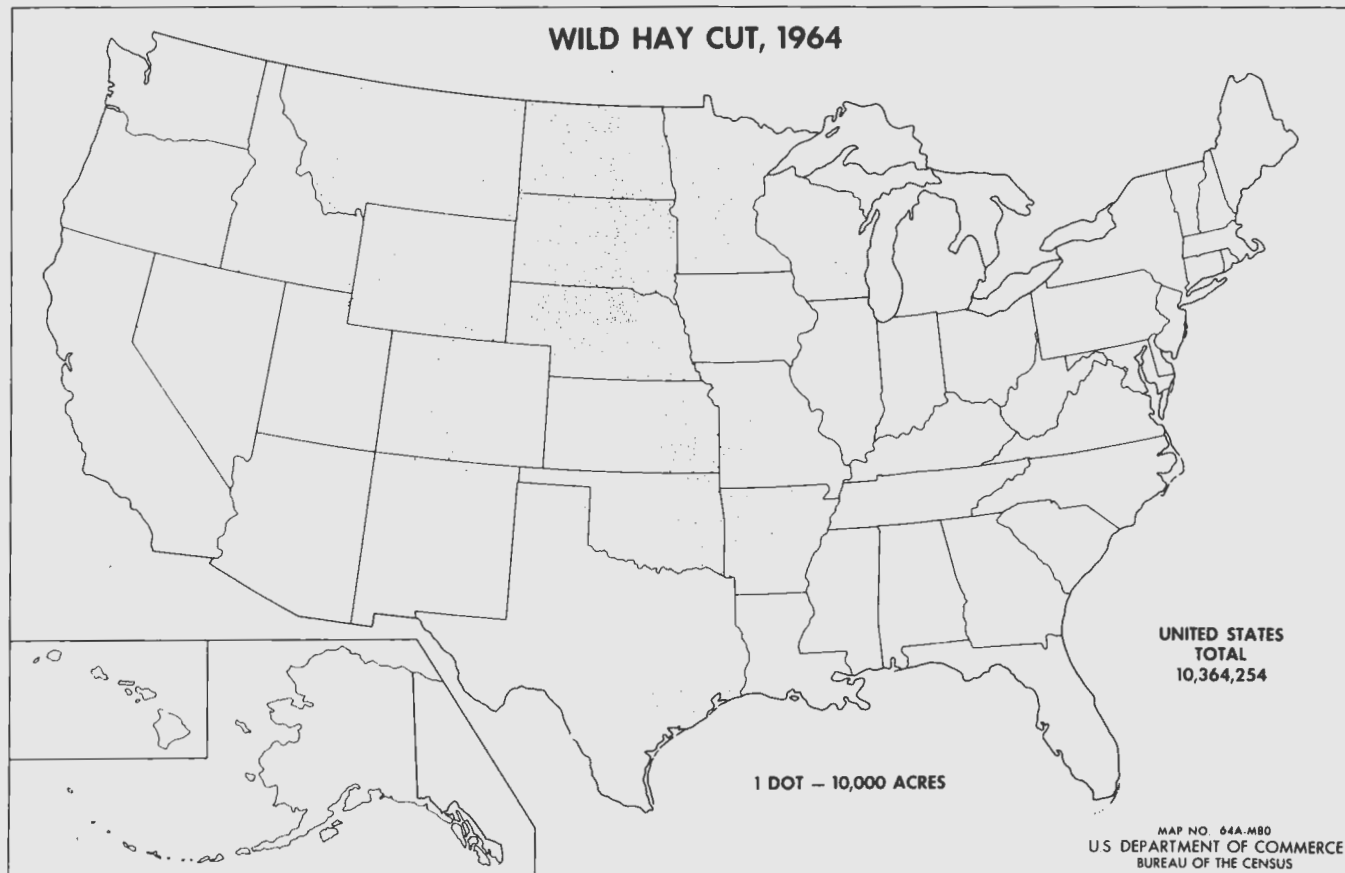 WILD HAY CUT, 1964
UNITED STATES
TOTAL
10,364,254
1 DOT — 10,000 ACRES
MAP NO. 64A-M80
U S DEPARTMENT OF COMMERCE
BUREAU OF THE CENSUS